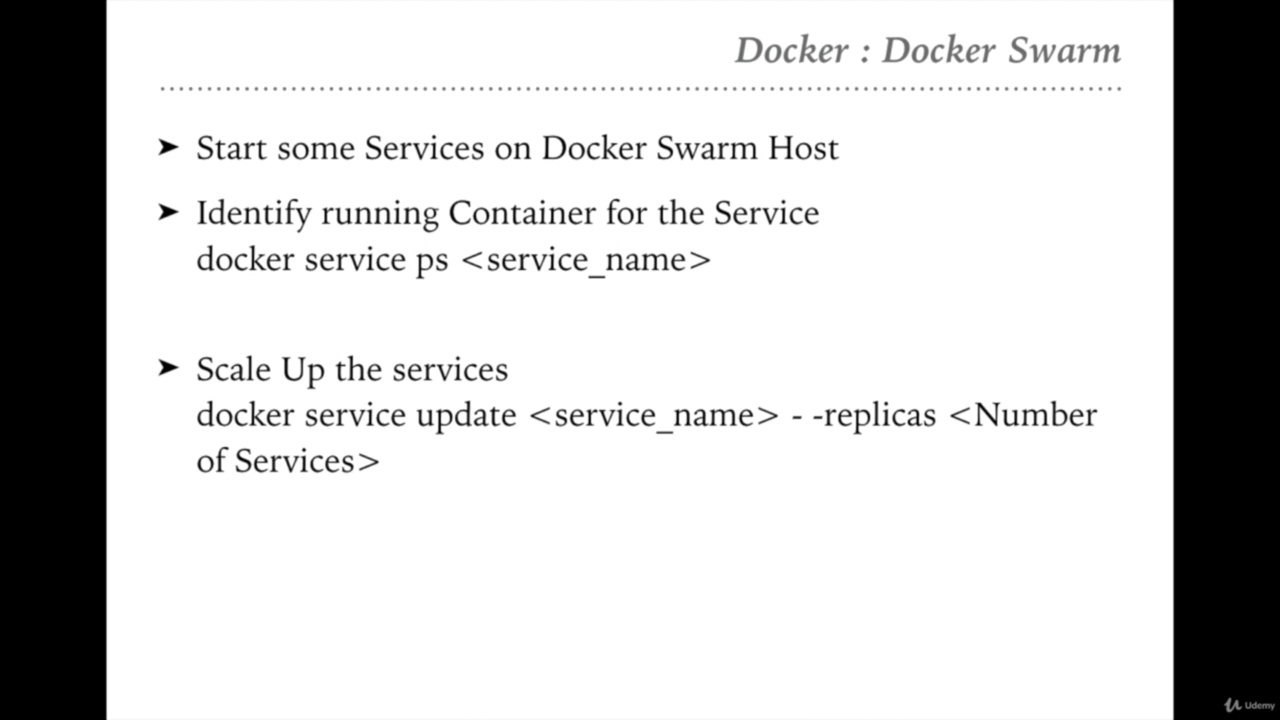 Docker : Docker Swarm
➤ Start some Services on Docker Swarm Host
➤ Identify running Container for the Service
docker service ps <service_name>
➤ Scale Up the services
docker service update <service_name> - -replicas <Number
of Services>
Udemy